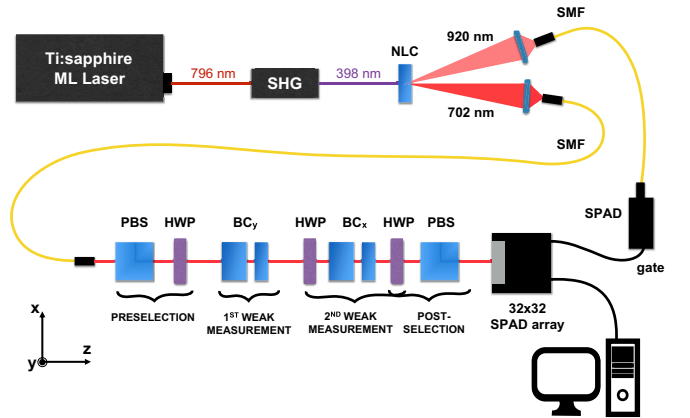 SMF
920 nm
NLC
Ti:sapphire
ML Laser
796 nm
SHG
398 nm
702 nm
SMF
PBS
HWP
BCy
HWP
BCx
HWP
PBS
SPAD
gate
PRESELECTION
1ST WEAK
MEASUREMENT
2ND WEAK
MEASUREMENT
POST-
SELECTION
32x32
SPAD array
x
y
z